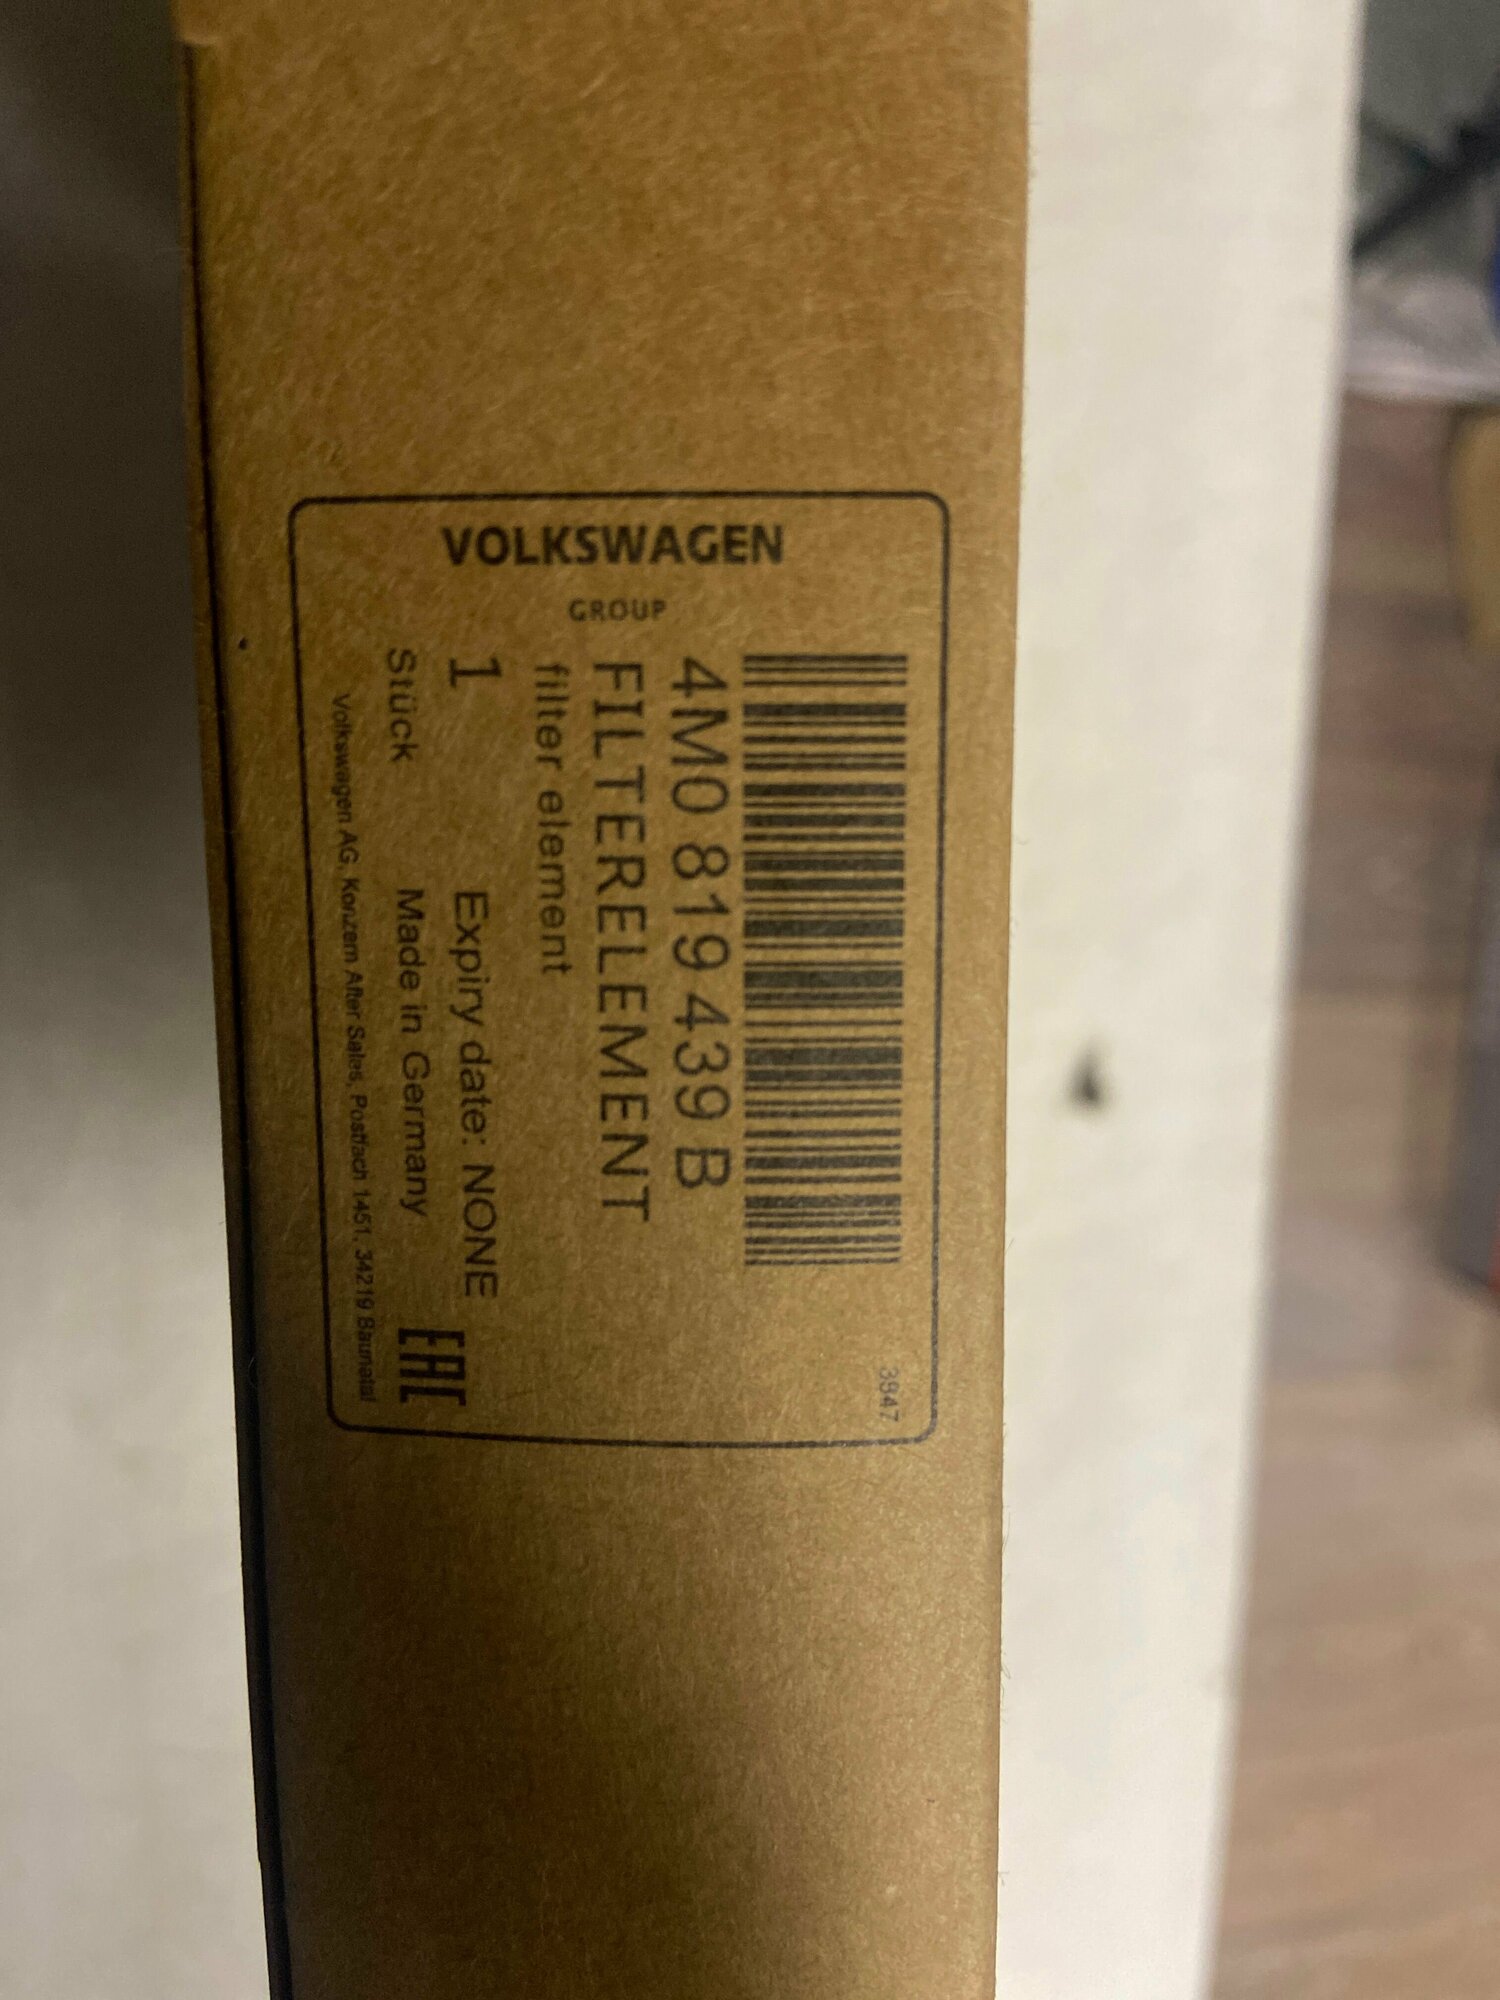 VOLKSWAGEN
GROUP
3847
4M0 819 439 B
FILTERELEMENT
filter element
1 Expiry date: NONE
Stück Made in Germany
EAC
Volkswagen AG, Konzern After Sales, Postfach 1451, 34219 Baunatal